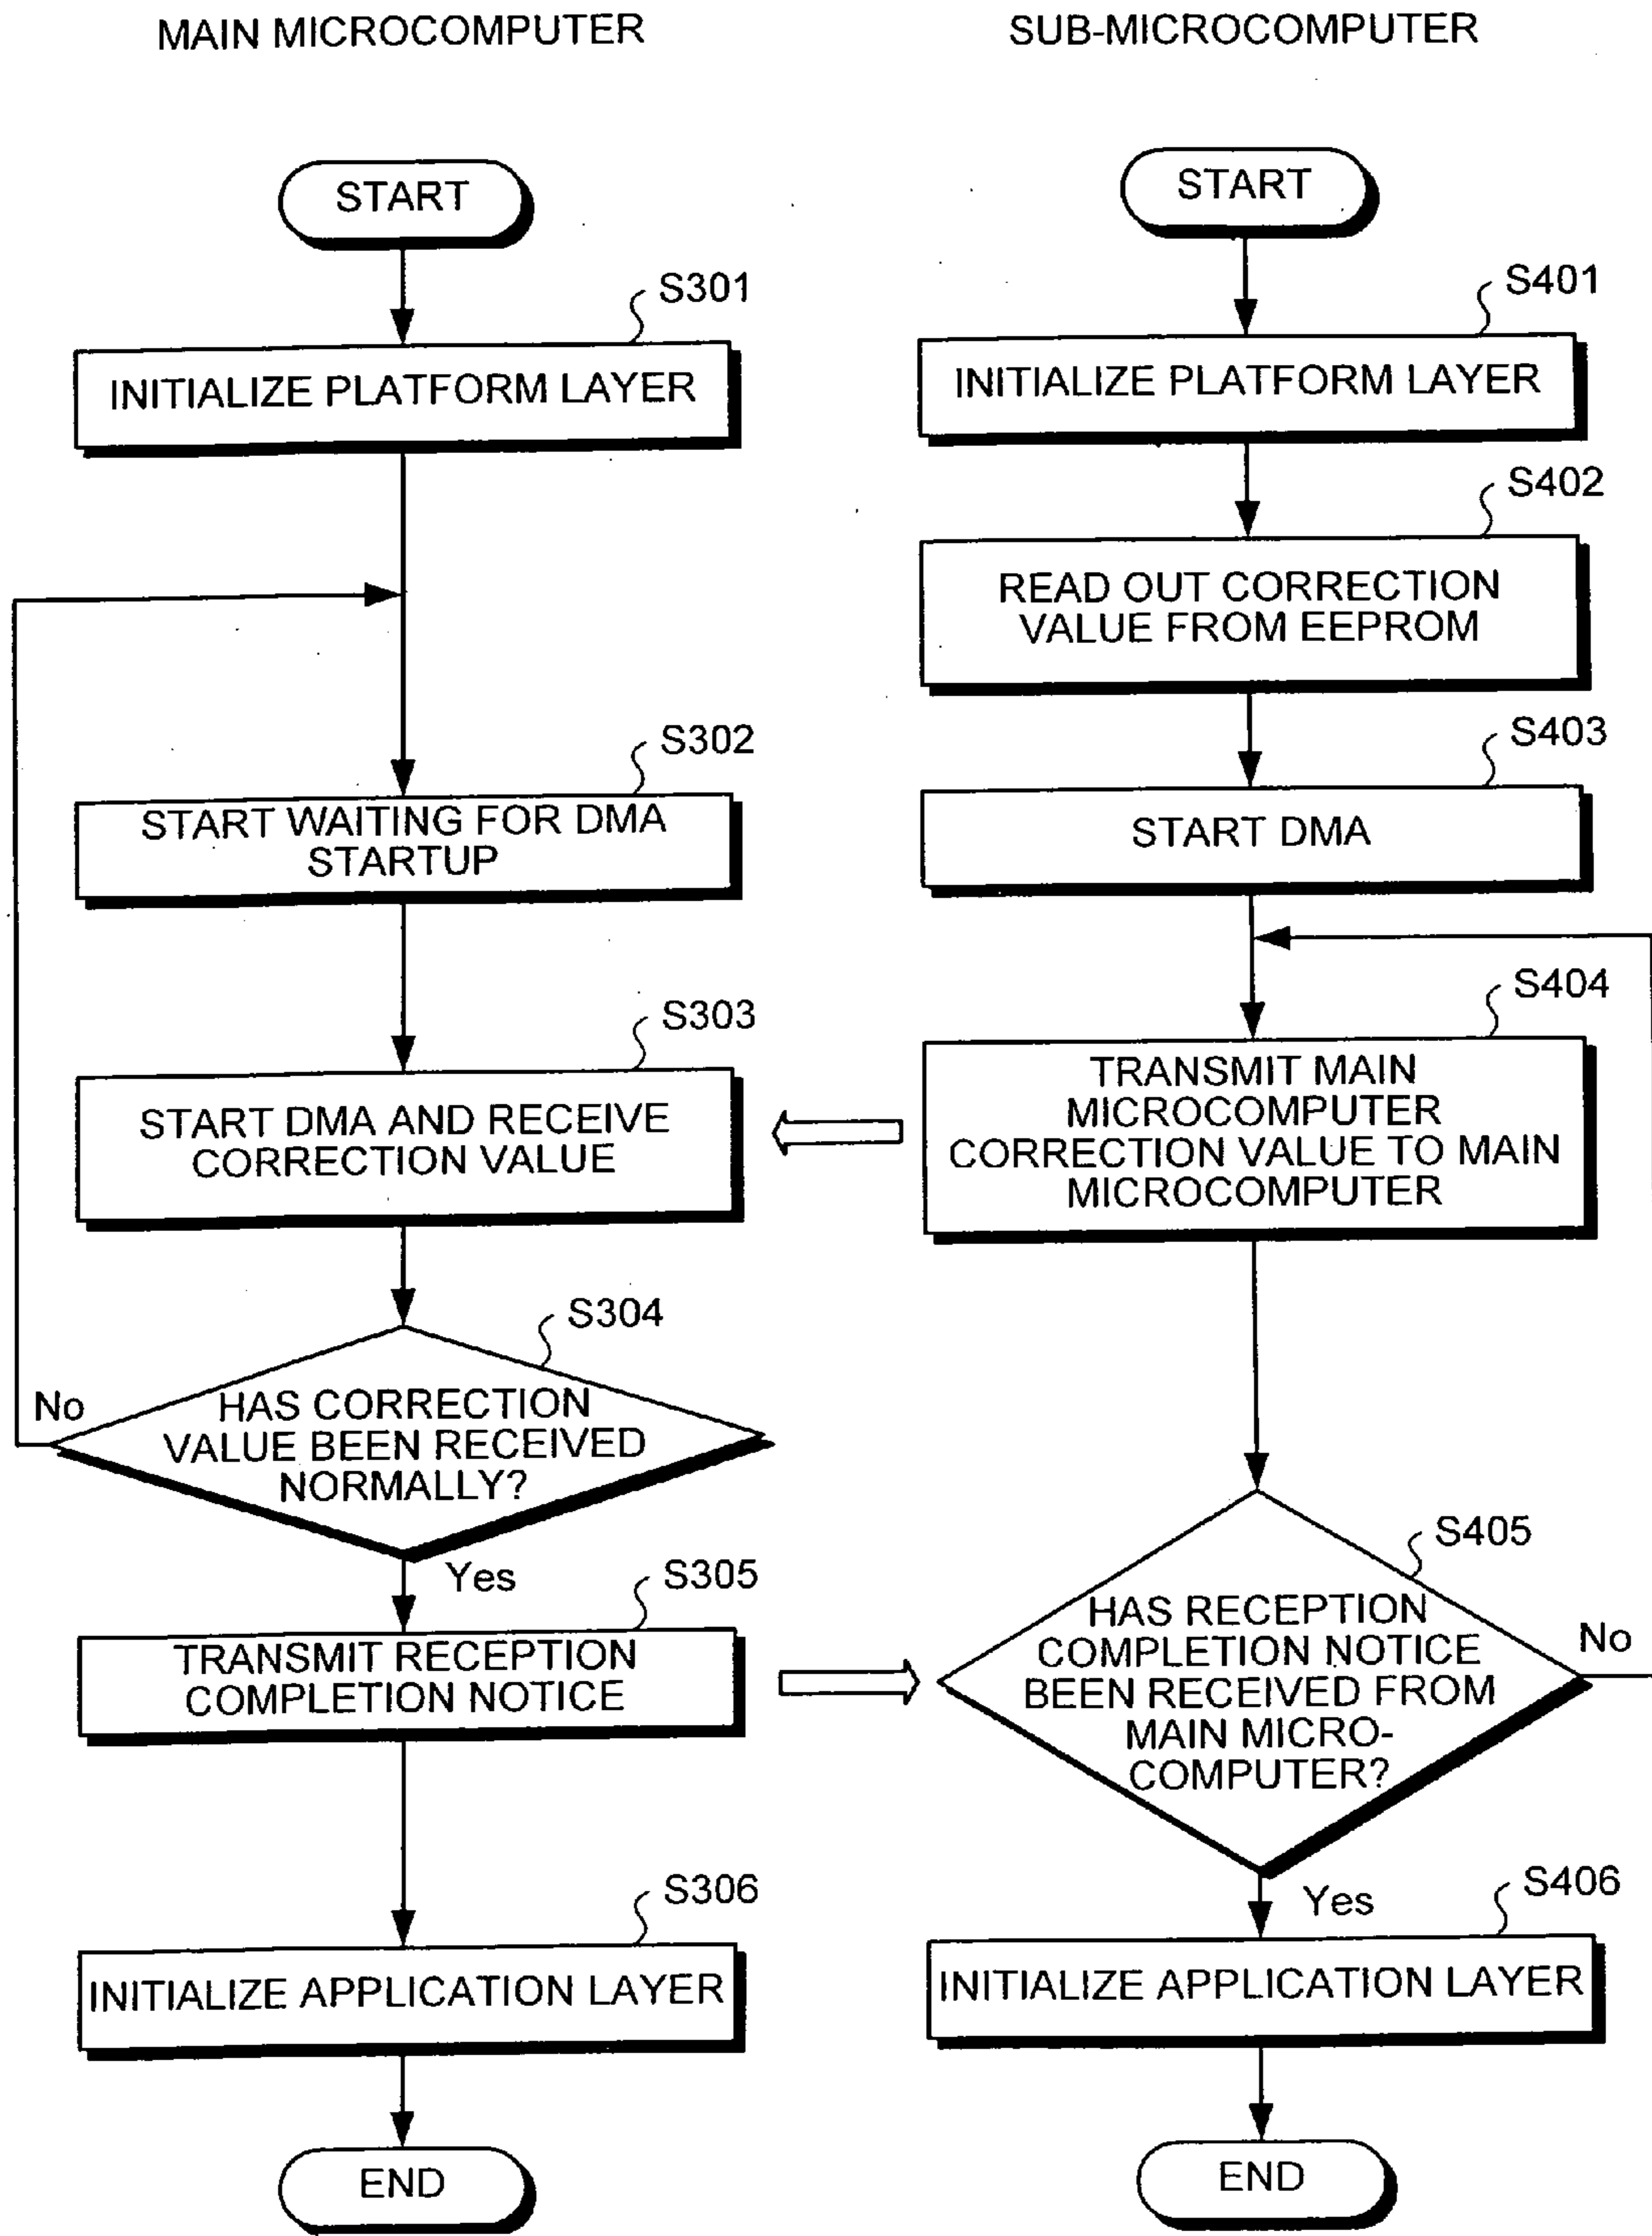 MAIN MICROCOMPUTER
START
S301
INITIALIZE PLATFORM LAYER
S302
START WAITING FOR DMA
STARTUP
S303
START DMA AND RECEIVE
CORRECTION VALUE
S304
HAS CORRECTION
VALUE BEEN RECEIVED
NORMALLY?
No
Yes
S305
TRANSMIT RECEPTION
COMPLETION NOTICE
S306
INITIALIZE APPLICATION LAYER
END
SUB-MICROCOMPUTER
START
S401
INITIALIZE PLATFORM LAYER
S402
READ OUT CORRECTION
VALUE FROM EEPROM
S403
START DMA
S404
TRANSMIT MAIN
MICROCOMPUTER
CORRECTION VALUE TO MAIN
MICROCOMPUTER
S405
HAS RECEPTION
COMPLETION NOTICE
BEEN RECEIVED FROM
MAIN MICRO-
COMPUTER?
No
Yes
S406
INITIALIZE APPLICATION LAYER
END